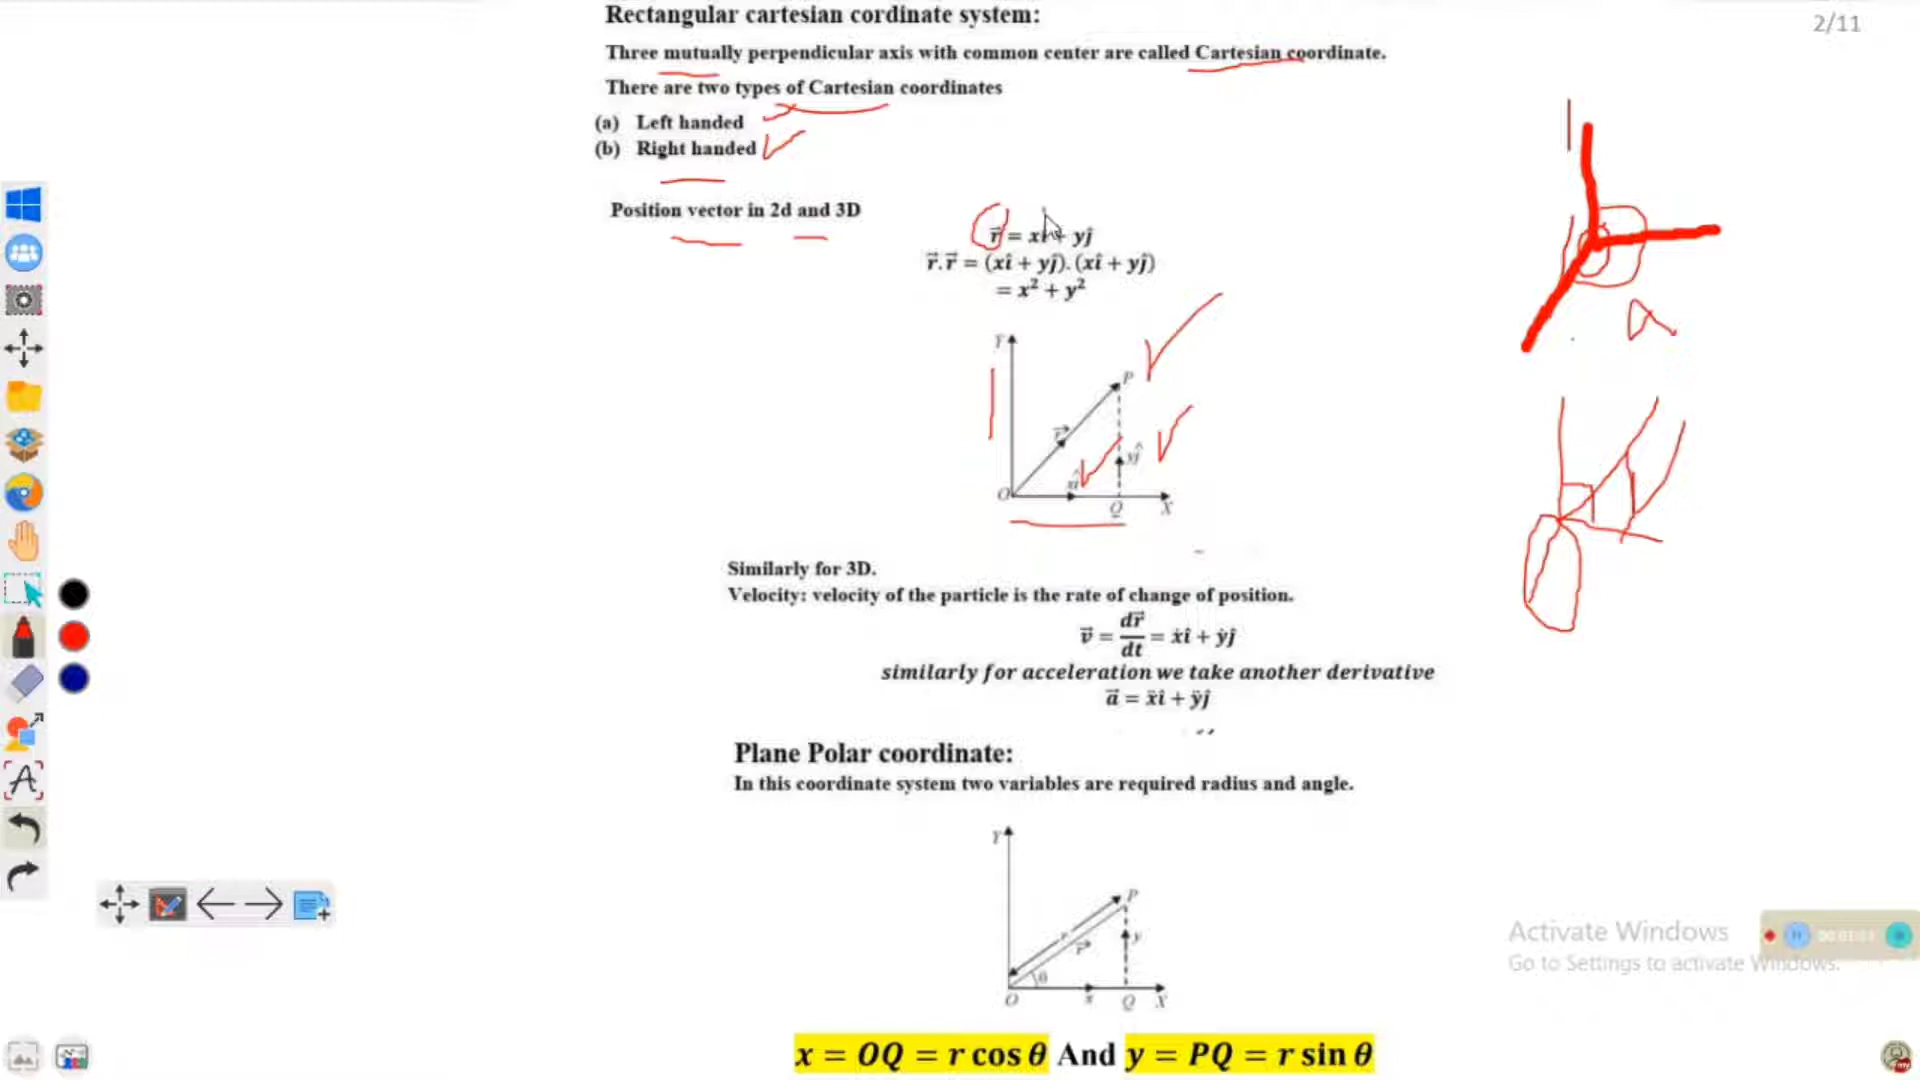 Rectangular cartesian cordinate system:
2/11
Three mutually perpendicular axis with common center are called Cartesian coordinate.
There are two types of Cartesian coordinates
(a) Left handed
(b) Right handed
Position vector in 2d and 3D
r⃗ = xî + yĵ
r⃗.r⃗ = (xî + yĵ).(xî + yĵ)
= x² + y²
Y
P
r⃗
yĵ
xî
O
Q
X
Similarly for 3D.
Velocity: velocity of the particle is the rate of change of position.
v⃗ = dr⃗/dt = ẋî + ẏĵ
similarly for acceleration we take another derivative
a⃗ = ẍî + ÿĵ
Plane Polar coordinate:
In this coordinate system two variables are required radius and angle.
Y
P
r
r⃗
y
θ
O
x
Q
X
Activate Windows
Go to Settings to activate Windows.
x = OQ = r cos θ And y = PQ = r sin θ